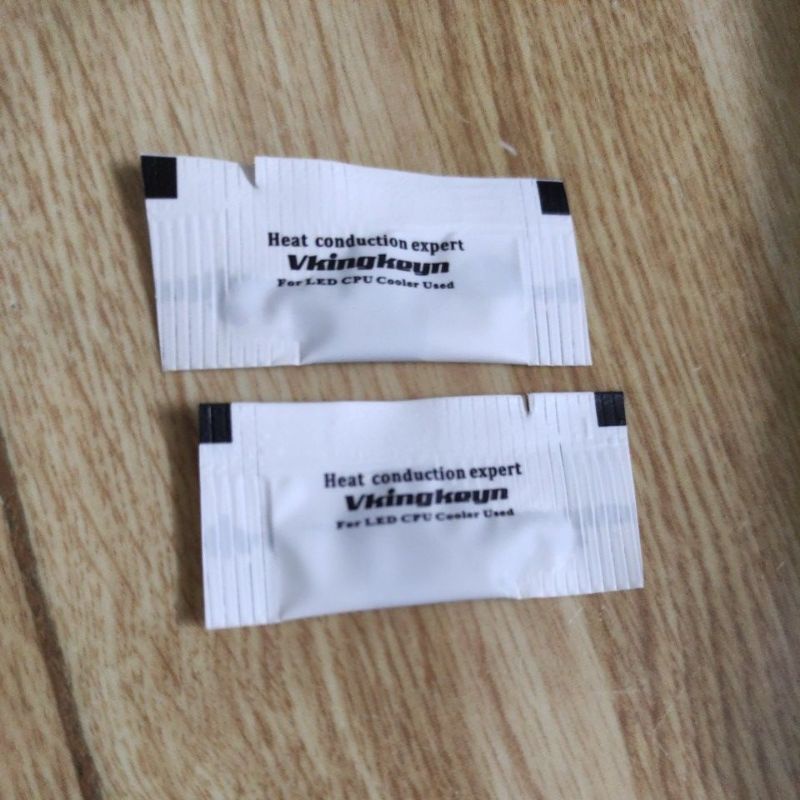 Heat conduction expert
Vkingkeyn
For LED CPU Cooler Used
Heat conduction expert
Vkingkeyn
For LED CPU Cooler Used